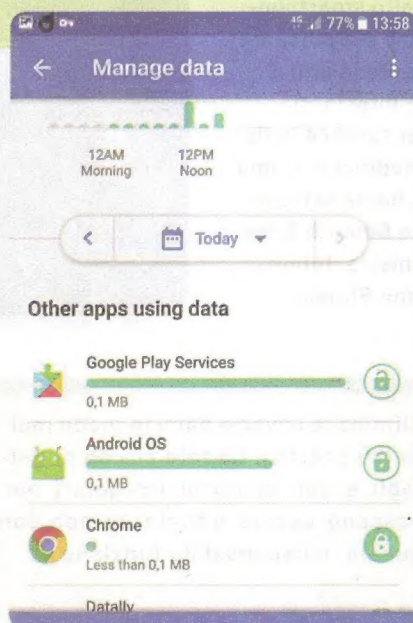 4G 77% 13:58
Manage data
12AM 12PM
Morning Noon
Today
Other apps using data
Google Play Services
0,1 MB
Android OS
0,1 MB
Chrome
Less than 0,1 MB
Datally